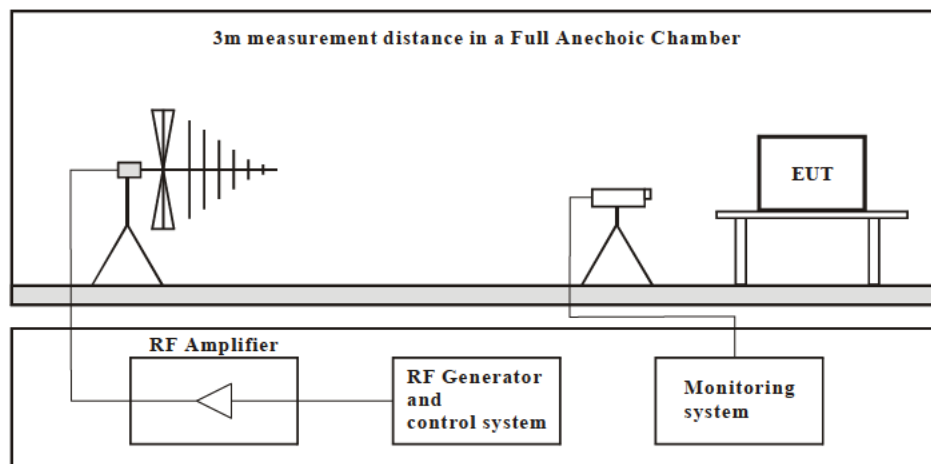 3m measurement distance in a Full Anechoic Chamber
EUT
RF Amplifier
RF Generator
and
control system
Monitoring
system